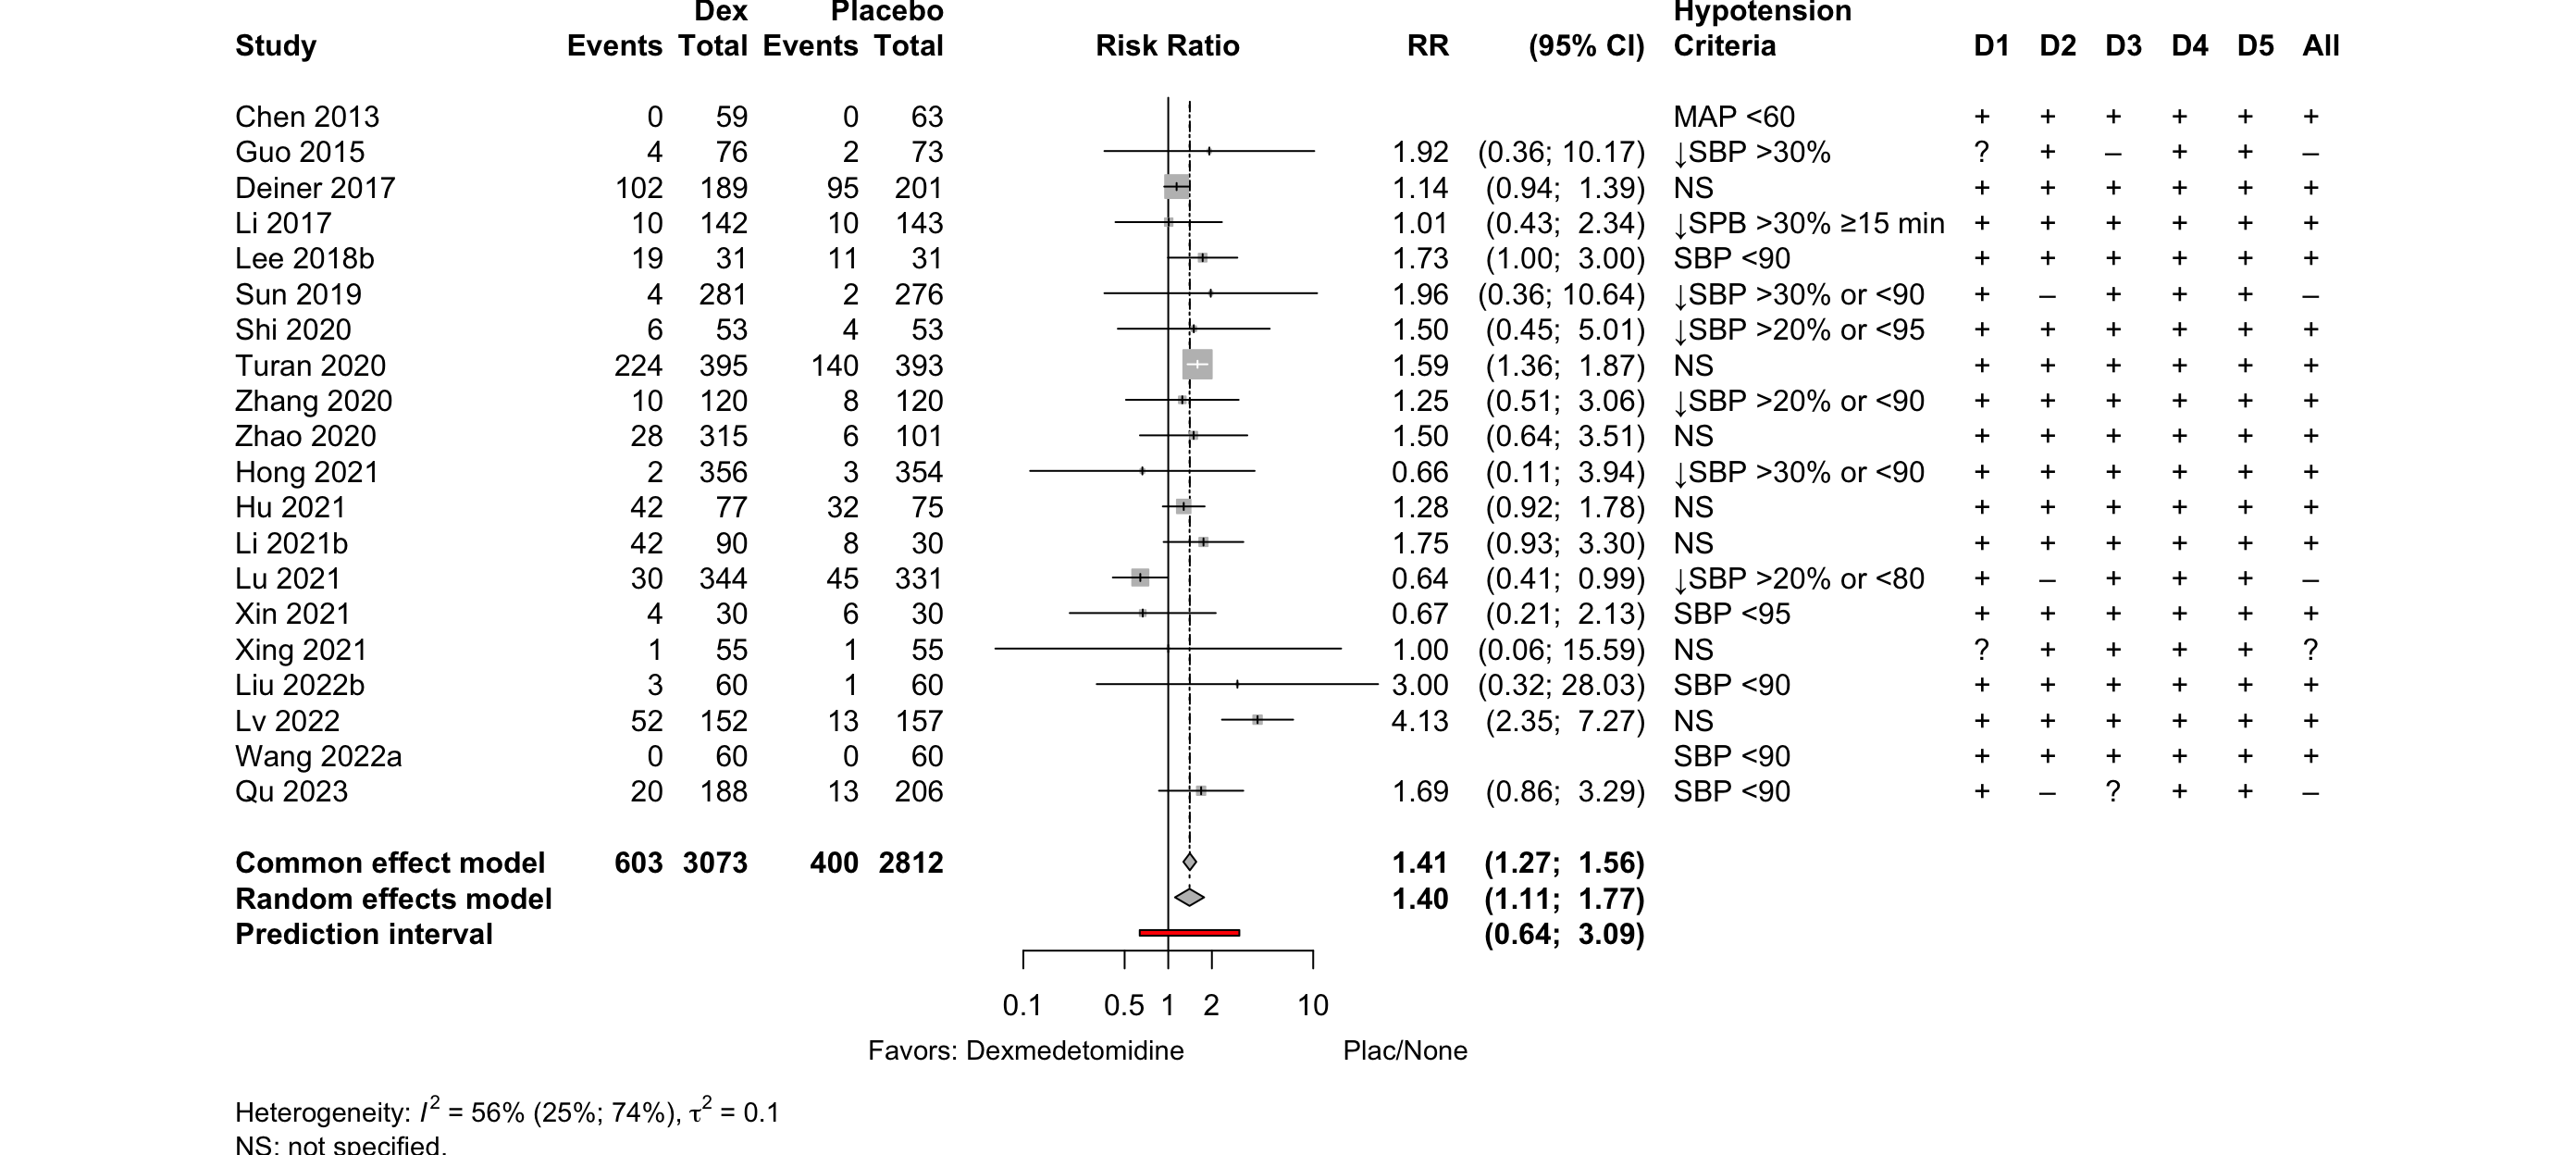 Dex Placebo Hypotension
Study Events Total Events Total Risk Ratio RR (95% CI) Criteria D1 D2 D3 D4 D5 All
Chen 2013 0 59 0 63 MAP <60 + + + + + +
Guo 2015 4 76 2 73 1.92 (0.36; 10.17) ↓SBP >30% ? + – + + –
Deiner 2017 102 189 95 201 1.14 (0.94; 1.39) NS + + + + + +
Li 2017 10 142 10 143 1.01 (0.43; 2.34) ↓SPB >30% ≥15 min + + + + + +
Lee 2018b 19 31 11 31 1.73 (1.00; 3.00) SBP <90 + + + + + +
Sun 2019 4 281 2 276 1.96 (0.36; 10.64) ↓SBP >30% or <90 + – + + + –
Shi 2020 6 53 4 53 1.50 (0.45; 5.01) ↓SBP >20% or <95 + + + + + +
Turan 2020 224 395 140 393 1.59 (1.36; 1.87) NS + + + + + +
Zhang 2020 10 120 8 120 1.25 (0.51; 3.06) ↓SBP >20% or <90 + + + + + +
Zhao 2020 28 315 6 101 1.50 (0.64; 3.51) NS + + + + + +
Hong 2021 2 356 3 354 0.66 (0.11; 3.94) ↓SBP >30% or <90 + + + + + +
Hu 2021 42 77 32 75 1.28 (0.92; 1.78) NS + + + + + +
Li 2021b 42 90 8 30 1.75 (0.93; 3.30) NS + + + + + +
Lu 2021 30 344 45 331 0.64 (0.41; 0.99) ↓SBP >20% or <80 + – + + + –
Xin 2021 4 30 6 30 0.67 (0.21; 2.13) SBP <95 + + + + + +
Xing 2021 1 55 1 55 1.00 (0.06; 15.59) NS ? + + + + ?
Liu 2022b 3 60 1 60 3.00 (0.32; 28.03) SBP <90 + + + + + +
Lv 2022 52 152 13 157 4.13 (2.35; 7.27) NS + + + + + +
Wang 2022a 0 60 0 60 SBP <90 + + + + + +
Qu 2023 20 188 13 206 1.69 (0.86; 3.29) SBP <90 + – ? + + –
Common effect model 603 3073 400 2812 1.41 (1.27; 1.56)
Random effects model 1.40 (1.11; 1.77)
Prediction interval (0.64; 3.09)
0.1 0.5 1 2 10
Favors: Dexmedetomidine Plac/None
Heterogeneity: I² = 56% (25%; 74%), τ² = 0.1
NS: not specified.